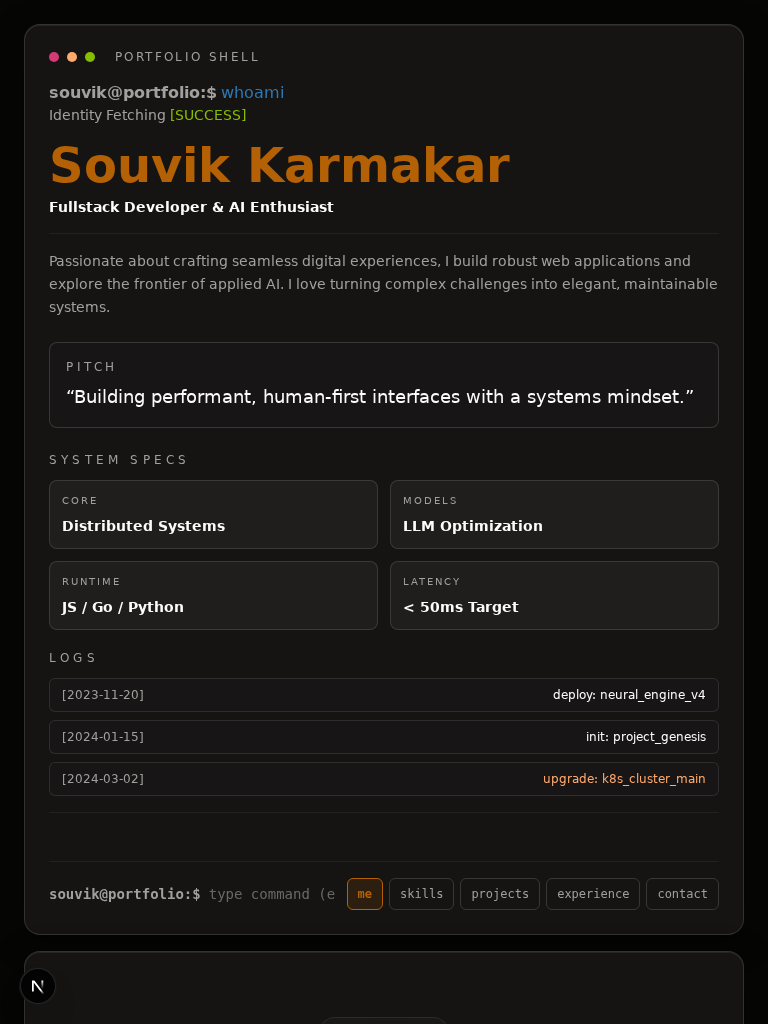 PORTFOLIO SHELL
souvik@portfolio:$ whoami
Identity Fetching [SUCCESS]
Souvik Karmakar
Fullstack Developer & AI Enthusiast
Passionate about crafting seamless digital experiences, I build robust web applications and
explore the frontier of applied AI. I love turning complex challenges into elegant, maintainable
systems.
PITCH
“Building performant, human-first interfaces with a systems mindset.”
SYSTEM SPECS
CORE
Distributed Systems
MODELS
LLM Optimization
RUNTIME
JS / Go / Python
LATENCY
< 50ms Target
LOGS
[2023-11-20] deploy: neural_engine_v4
[2024-01-15] init: project_genesis
[2024-03-02] upgrade: k8s_cluster_main
souvik@portfolio:$ type command (e me skills projects experience contact
N